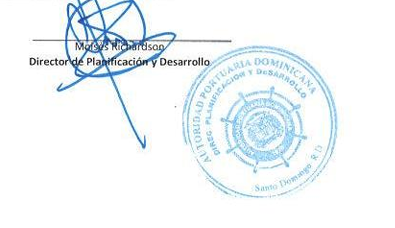 Moisés Richardson
Director de Planificación y Desarrollo
AUTORIDAD PORTUARIA DOMINICANA
DIREC. PLANIFICACION Y DESARROLLO
Santo Domingo R.D.